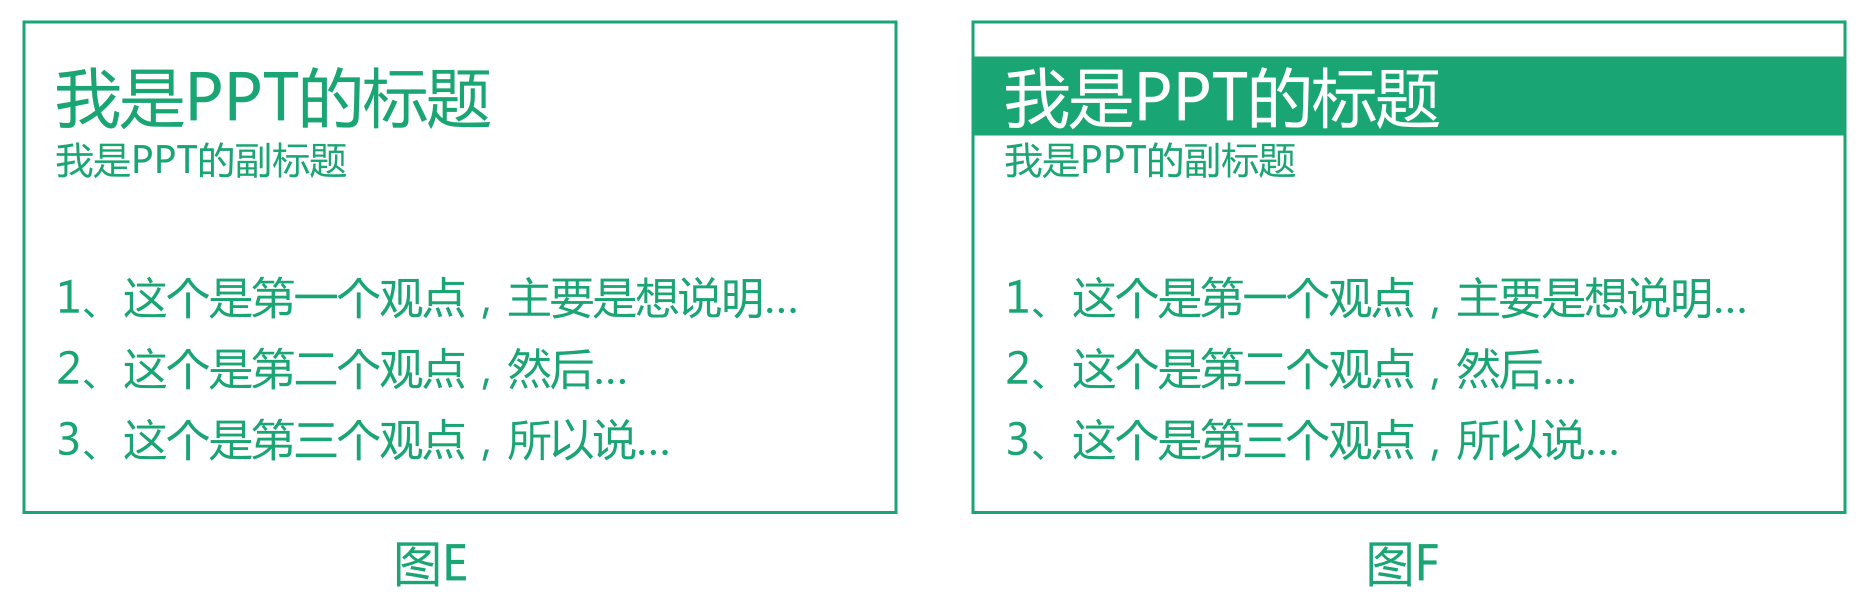 我是PPT的标题
我是PPT的副标题
1、这个是第一个观点，主要是想说明...
2、这个是第二个观点，然后...
3、这个是第三个观点，所以说...
图E
我是PPT的标题
我是PPT的副标题
1、这个是第一个观点，主要是想说明...
2、这个是第二个观点，然后...
3、这个是第三个观点，所以说...
图F